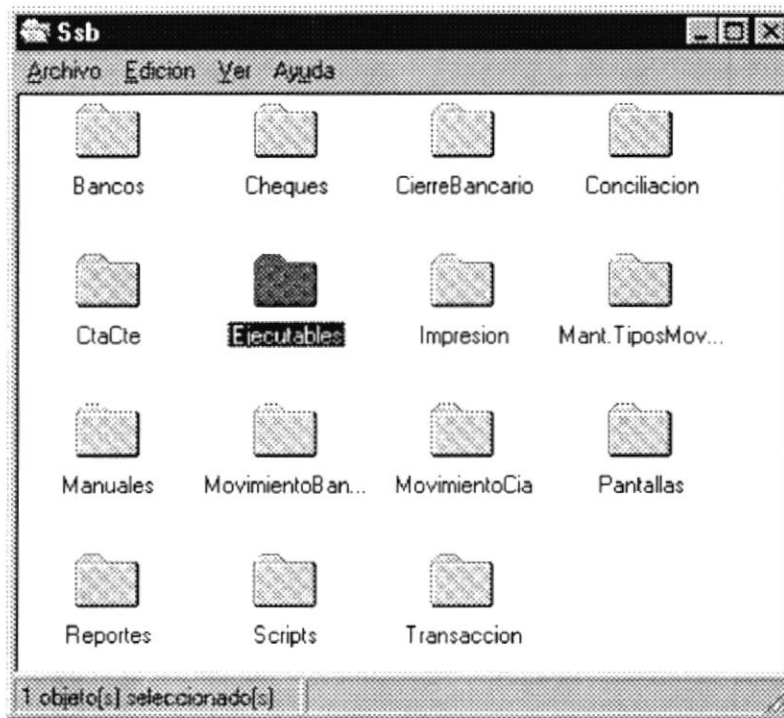 Ssb
Archivo Edicion Ver Ayuda
Bancos Cheques CierreBancario Conciliacion
CtaCte Ejecutables Impresion Mant.TiposMov...
Manuales MovimientoBan... MovimientoCia Pantallas
Reportes Scripts Transaccion
1 objeto(s) seleccionado(s)